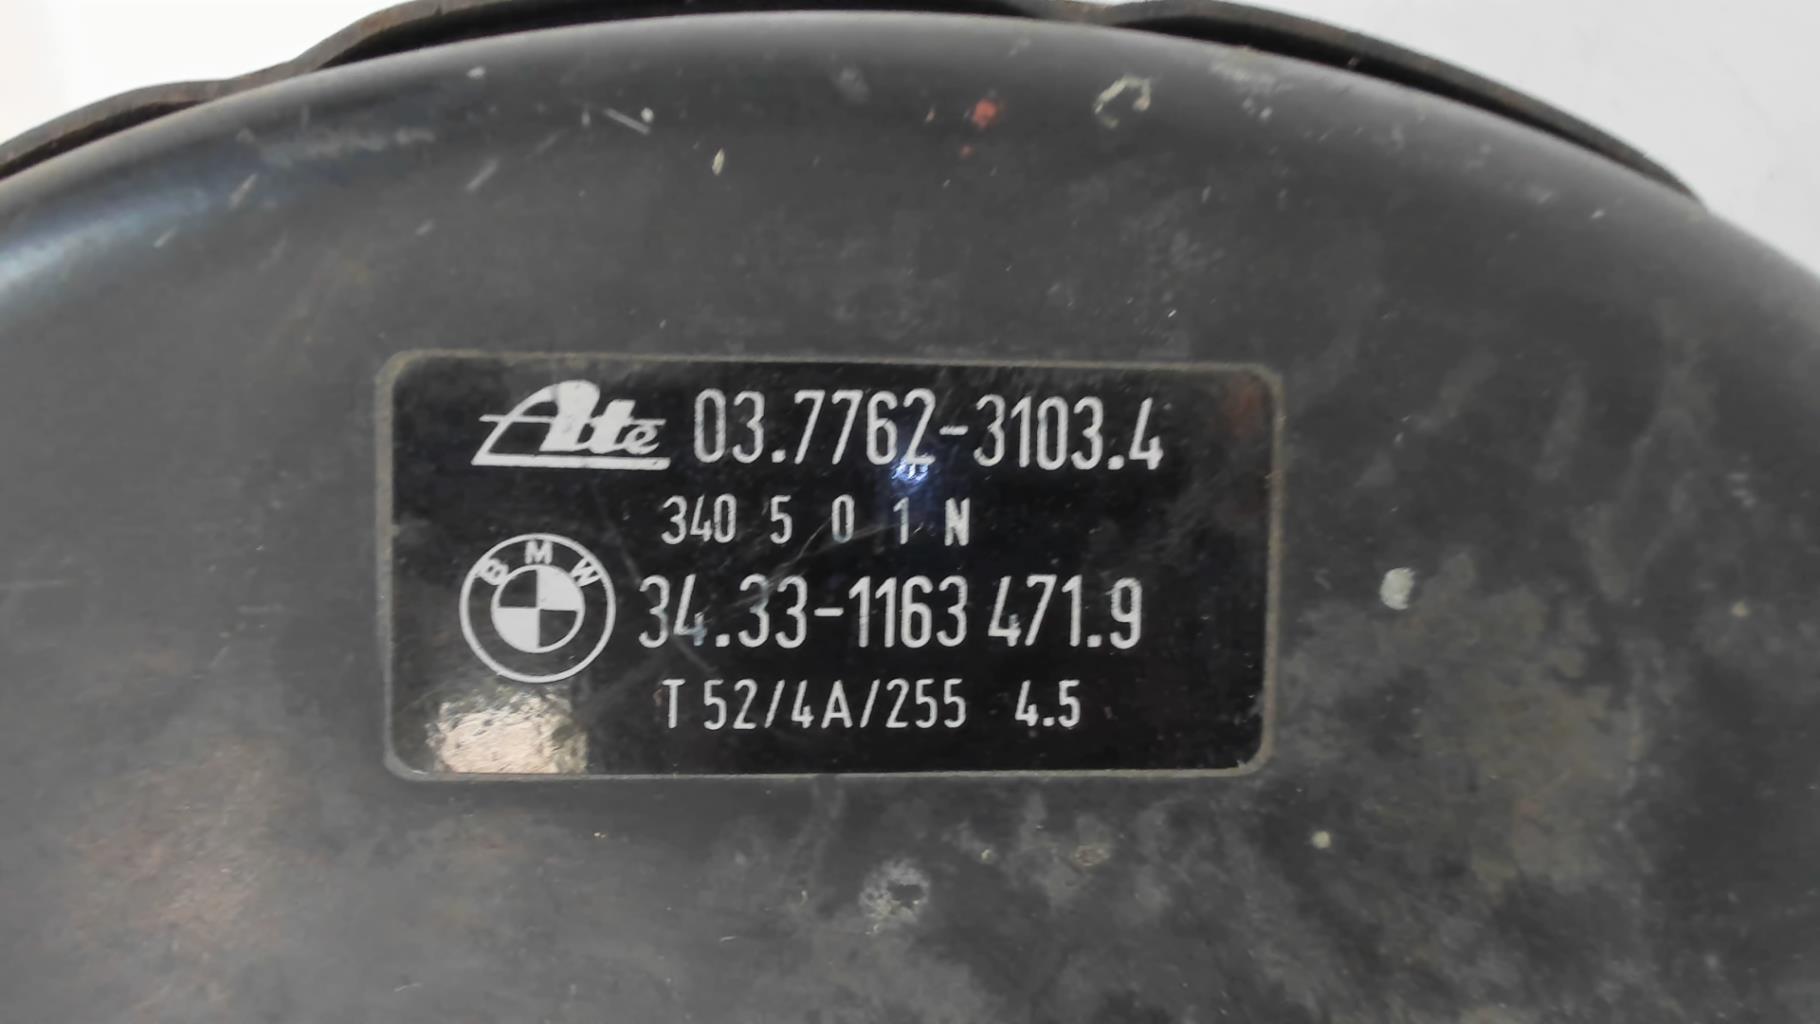 Ate 03.7762-3103.4
340 5 0 1 N
BMW 34.33-1163 471.9
T 52/4A/255 4.5